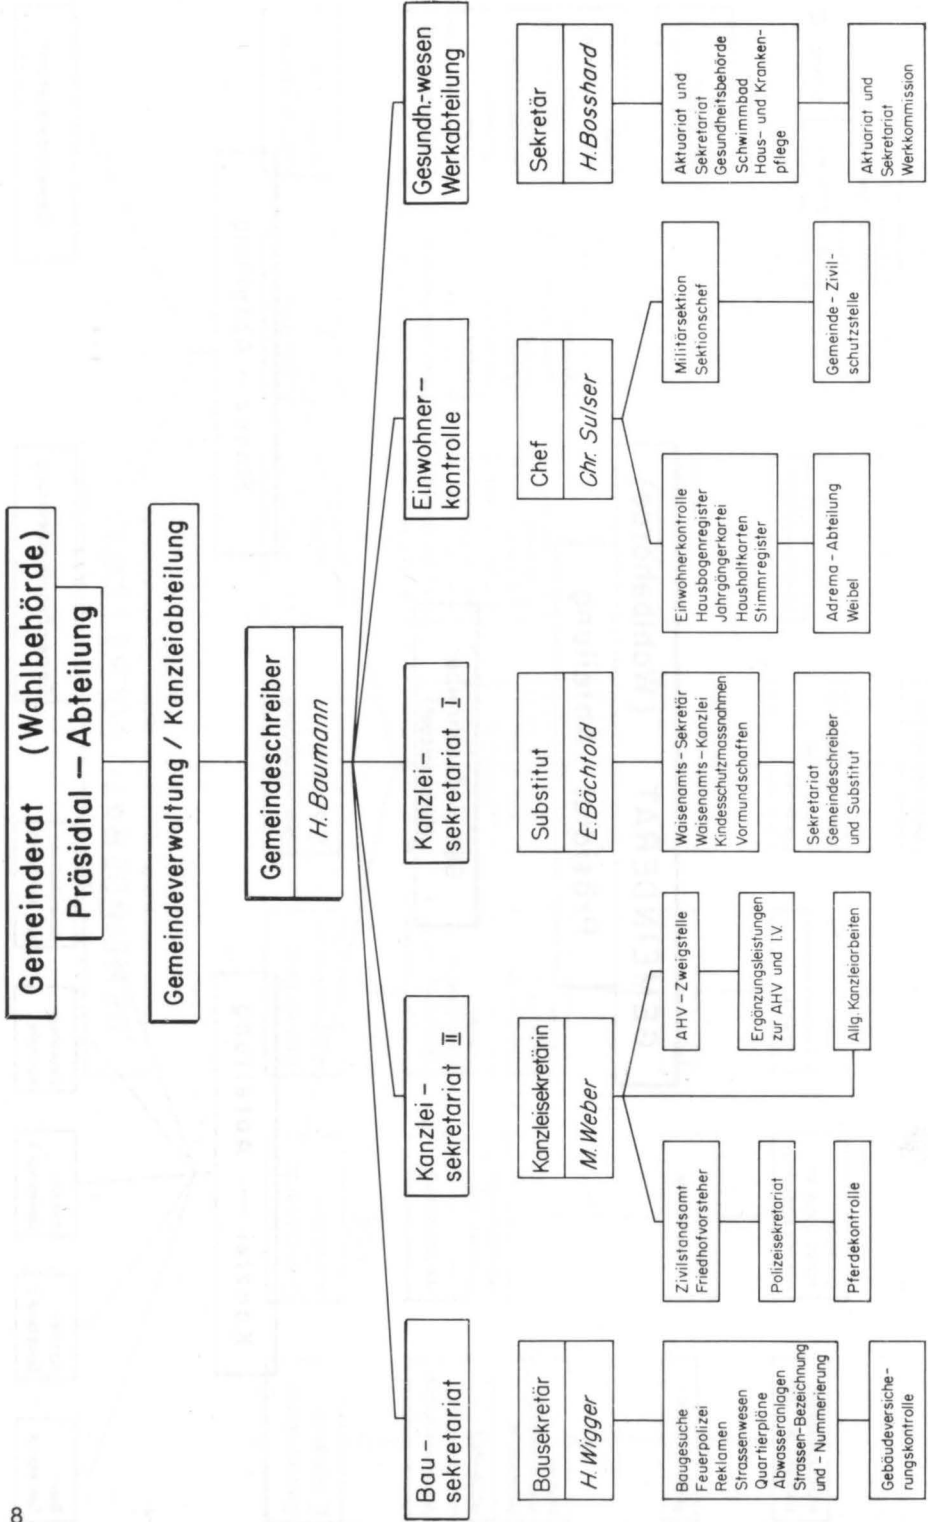 8
Gemeinderat (Wahlbehörde)
Präsidial – Abteilung
Gemeindeverwaltung / Kanzleiabteilung
Gemeindeschreiber
H. Baumann
Bau –
sekretariat
Kanzlei –
sekretariat II
Kanzlei –
sekretariat I
Einwohner –
kontrolle
Gesundh.-wesen
Werkabteilung
Bausekretär
H. Wigger
Baugesuche
Feuerpolizei
Reklamen
Strassenwesen
Quartierpläne
Abwasseranlagen
Strassen-Bezeichnung
und - Nummerierung
Gebäudeversiche-
rungskontrolle
Kanzleisekretärin
M. Weber
Zivilstandsamt
Friedhofvorsteher
Polizeisekretariat
Pferdekontrolle
AHV – Zweigstelle
Ergänzungsleistungen
zur AHV und I.V.
Allg. Kanzleiarbeiten
Substitut
E. Bächtold
Waisenamts – Sekretär
Waisenamts – Kanzlei
Kindesschutzmassnahmen
Vormundschaften
Sekretariat
Gemeindeschreiber
und Substitut
Chef
Chr. Sulser
Einwohnerkontrolle
Hausbogenregister
Jahrgängerkartei
Haushaltkarten
Stimmregister
Adrema - Abteilung
Weibel
Militärsektion
Sektionschef
Gemeinde - Zivil -
schutzstelle
Sekretär
H. Bosshard
Aktuariat und
Sekretariat
Gesundheitsbehörde
Schwimmbad
Haus- und Kranken-
pflege
Aktuariat und
Sekretariat
Werkkommission